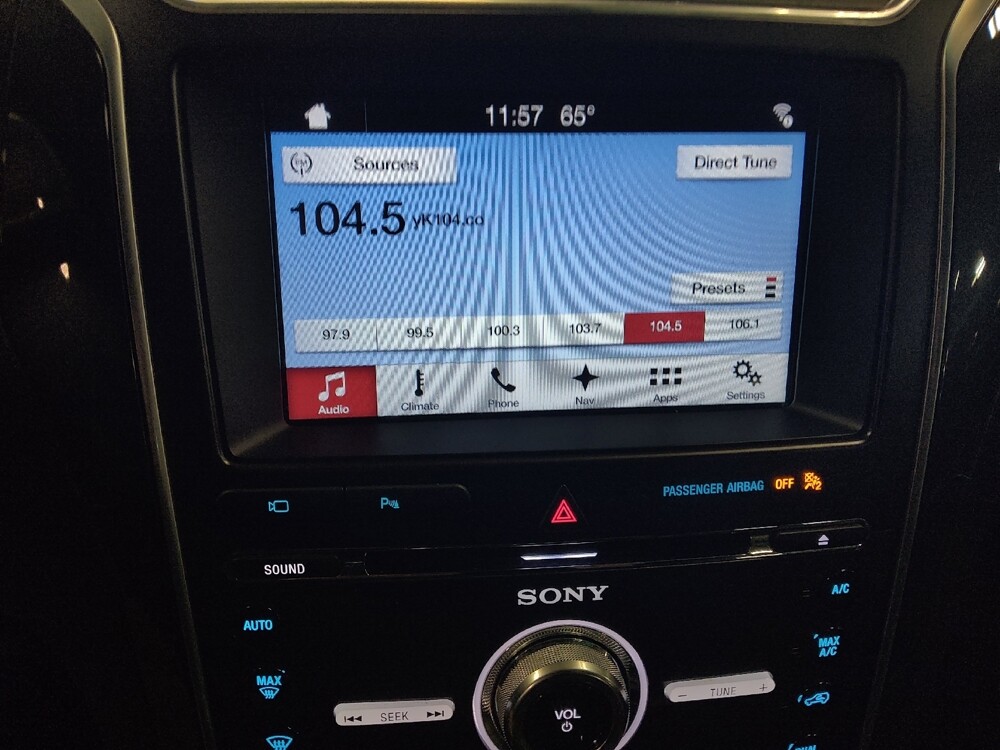 11:57 65°
FM Sources
Direct Tune
104.5 yK104.co
Presets
97.9 99.5 100.3 103.7 104.5 106.1
Audio Climate Phone Nav Apps Settings
PASSENGER AIRBAG OFF 2
P
SOUND
SONY
A/C
AUTO
MAX A/C
MAX
SEEK
− TUNE +
VOL